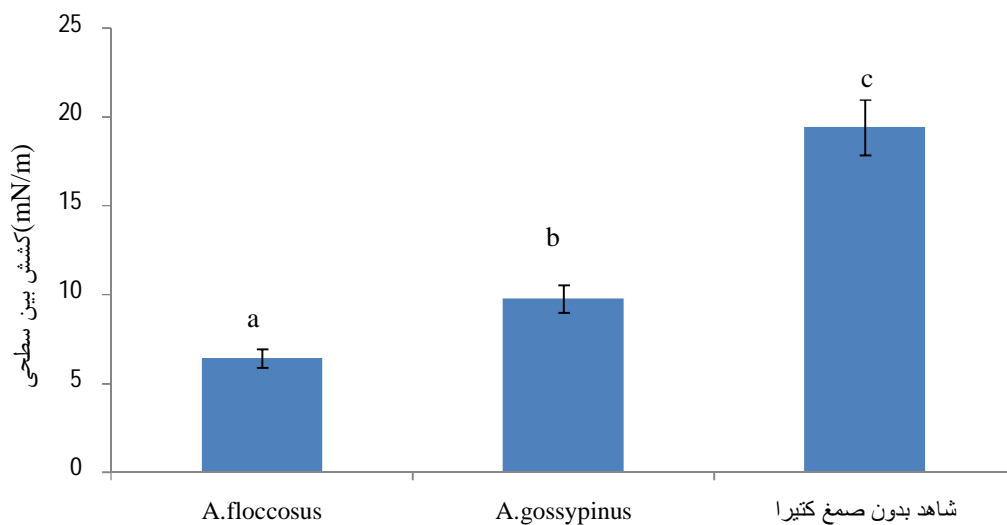 25
20
15
10
5
0
کشش بین سطحی(mN/m)
a
b
c
A.floccosus
A.gossypinus
شاهد بدون صمغ کتیرا